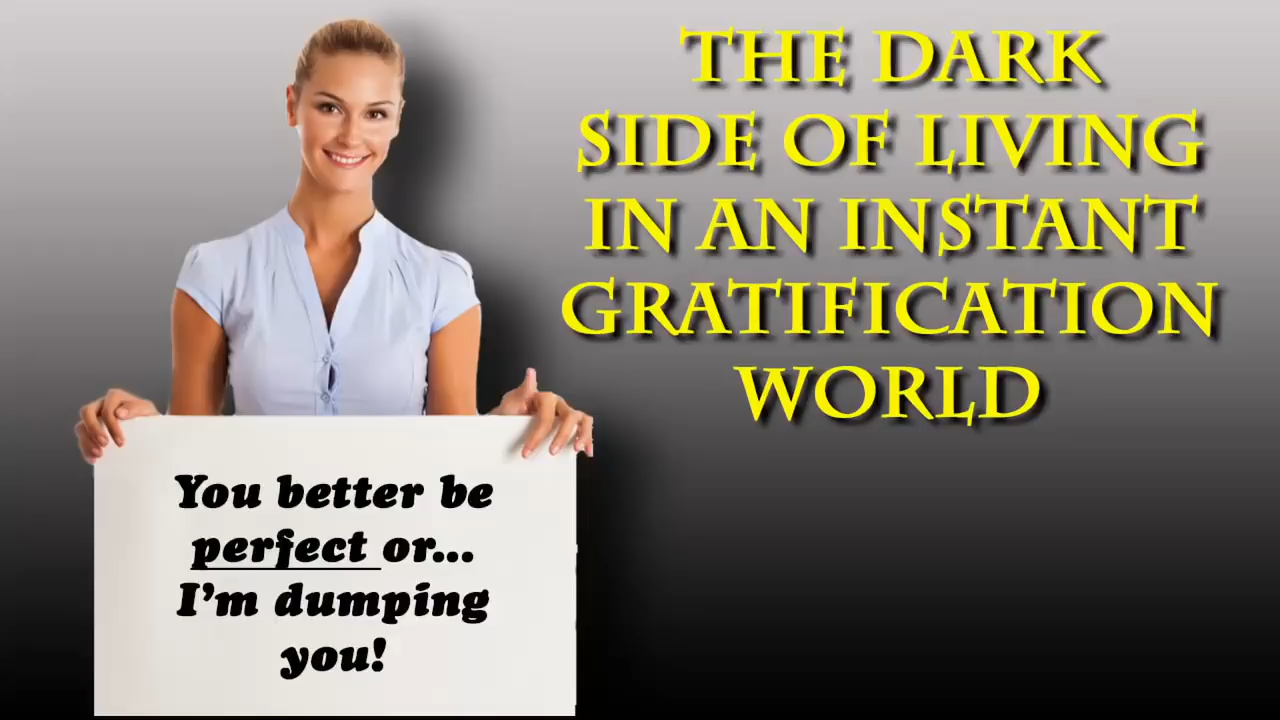 THE DARK
SIDE OF LIVING
IN AN INSTANT
GRATIFICATION
WORLD
You better be
perfect or...
I'm dumping
you!